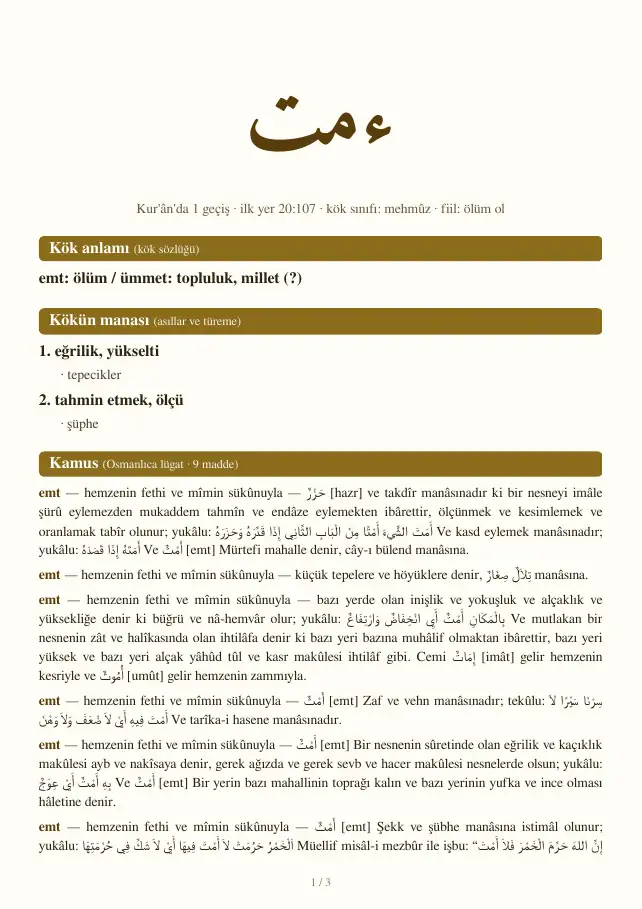 ءمت
Kur'ân'da 1 geçiş · ilk yer 20:107 · kök sınıfı: mehmûz · fiil: ölüm ol
Kök anlamı (kök sözlüğü)
emt: ölüm / ümmet: topluluk, millet (?)
Kökün manası (asıllar ve türeme)
1. eğrilik, yükselti
· tepecikler
2. tahmin etmek, ölçü
· şüphe
Kamus (Osmanlıca lügat · 9 madde)
emt — hemzenin fethi ve mîmin sükûnuyla — حَزْرٌ [hazr] ve takdîr manâsınadır ki bir nesneyi imâle
şürû eylemezden mukaddem tahmîn ve endâze eylemekten ibârettir, ölçünmek ve kesimlemek ve
oranlamak tabîr olunur; yukâlu: أَمَتَ الشَّيْءَ أَمْتًا مِنَ الْبَابِ الثَّانِي إِذَا قَدَّرَهُ وَحَزَرَهُ Ve kasd eylemek manâsınadır;
yukâlu: أَمَتَهُ إِذَا قَصَدَهُ Ve أَمْتٌ [emt] Mürtefi mahalle denir, cây-ı bülend manâsına.
emt — hemzenin fethi ve mîmin sükûnuyla — küçük tepelere ve höyüklere denir, تِلاَلٌ صِغَارٌ manâsına.
emt — hemzenin fethi ve mîmin sükûnuyla — bazı yerde olan inişlik ve yokuşluk ve alçaklık ve
yüksekliğe denir ki büğrü ve nâ-hemvâr olur; yukâlu: بِالْمَكَانِ أَمْتٌ أَيِ انْخِفَاضٌ وَارْتِفَاعٌ Ve mutlakan bir
nesnenin zât ve halîkasında olan ihtilâfa denir ki bazı yeri bazına muhâlif olmaktan ibârettir, bazı yeri
yüksek ve bazı yeri alçak yâhûd tûl ve kasr makûlesi ihtilâf gibi. Cemi إِمَاتٌ [imât] gelir hemzenin
kesriyle ve أُمُوتٌ [umût] gelir hemzenin zammıyla.
emt — hemzenin fethi ve mîmin sükûnuyla — أَمْتٌ [emt] Zaf ve vehn manâsınadır; tekûlu: سِرْنَا سَيْرًا لاَ
أَمْتَ فِيهِ أَيْ لاَ ضَعْفَ وَلاَ وَهْنَ Ve tarîka-i hasene manâsınadır.
emt — hemzenin fethi ve mîmin sükûnuyla — أَمْتٌ [emt] Bir nesnenin sûretinde olan eğrilik ve kaçıklık
makûlesi ayb ve nakîsaya denir, gerek ağızda ve gerek sevb ve hacer makûlesi nesnelerde olsun; yukâlu:
بِهِ أَمْتٌ أَيْ عِوَجٌ Ve أَمْتٌ [emt] Bir yerin bazı mahallinin toprağı kalın ve bazı yerinin yufka ve ince olması
hâletine denir.
emt — hemzenin fethi ve mîmin sükûnuyla — أَمْتٌ [emt] Şekk ve şübhe manâsına istimâl olunur;
yukâlu: اَلْخَمْرُ حَرُمَتْ لاَ أَمْتَ فِيهَا أَيْ لاَ شَكَّ فِي حُرْمَتِهَا Müellif misâl-i mezbûr ile işbu: “إِنَّ اللهَ حَرَّمَ الْخَمْرَ فَلاَ أَمْتَ
1 / 3